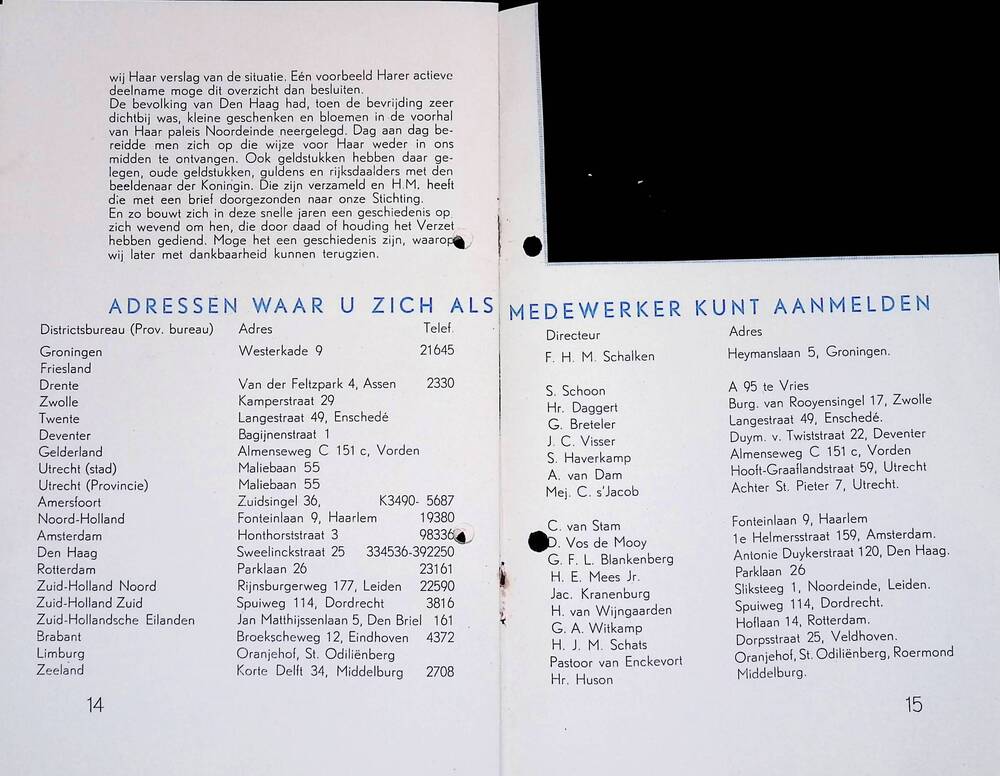 wij Haar verslag van de situatie. Eén voorbeeld Harer actieve
deelname moge dit overzicht dan besluiten.
De bevolking van Den Haag had, toen de bevrijding zeer
dichtbij was, kleine geschenken en bloemen in de voorhal
van Haar paleis Noordeinde neergelegd. Dag aan dag be-
reidde men zich op die wijze voor Haar weder in ons
midden te ontvangen. Ook geldstukken hebben daar ge-
legen, oude geldstukken, guldens en rijksdaalders met den
beeldenaar der Koningin. Die zijn verzameld en H.M. heeft
die met een brief doorgezonden naar onze Stichting.
En zo bouwt zich in deze snelle jaren een geschiedenis op
zich wevend om hen, die door daad of houding het Verzet
hebben gediend. Moge het een geschiedenis zijn, waarop
wij later met dankbaarheid kunnen terugzien.
ADRESSEN WAAR U ZICH ALS MEDEWERKER KUNT AANMELDEN
Districtsbureau (Prov. bureau) Adres Telef.
Groningen Westerkade 9 21645
Friesland
Drente Van der Feltzpark 4, Assen 2330
Zwolle Kamperstraat 29
Twente Langestraat 49, Enschedé
Deventer Bagijnenstraat 1
Gelderland Almenseweg C 151 c, Vorden
Utrecht (stad) Maliebaan 55
Utrecht (Provincie) Maliebaan 55
Amersfoort Zuidsingel 36, K3490- 5687
Noord-Holland Fonteinlaan 9, Haarlem 19380
Amsterdam Honthorststraat 3 98336
Den Haag Sweelinckstraat 25 334536-392250
Rotterdam Parklaan 26 23161
Zuid-Holland Noord Rijnsburgerweg 177, Leiden 22590
Zuid-Holland Zuid Spuiweg 114, Dordrecht 3816
Zuid-Hollandsche Eilanden Jan Matthijssenlaan 5, Den Briel 161
Brabant Broekscheweg 12, Eindhoven 4372
Limburg Oranjehof, St. Odiliënberg
Zeeland Korte Delft 34, Middelburg 2708
14
Directeur Adres
F. H. M. Schalken Heymanslaan 5, Groningen.
S. Schoon A 95 te Vries
Hr. Daggert Burg. van Rooyensingel 17, Zwolle
G. Breteler Langestraat 49, Enschedé.
J. C. Visser Duym. v. Twiststraat 22, Deventer
S. Haverkamp Almenseweg C 151 c, Vorden
A. van Dam Hooft-Graaflandstraat 59, Utrecht
Mej. C. s'Jacob Achter St. Pieter 7, Utrecht.
C. van Stam Fonteinlaan 9, Haarlem
D. Vos de Mooy 1e Helmersstraat 159, Amsterdam.
G. F. L. Blankenberg Antonie Duykerstraat 120, Den Haag.
H. E. Mees Jr. Parklaan 26
Jac. Kranenburg Sliksteeg 1, Noordeinde, Leiden.
H. van Wijngaarden Spuiweg 114, Dordrecht.
G. A. Witkamp Hoflaan 14, Rotterdam.
H. J. M. Schats Dorpsstraat 25, Veldhoven.
Pastoor van Enckevort Oranjehof, St. Odiliënberg, Roermond
Hr. Huson Middelburg.
15